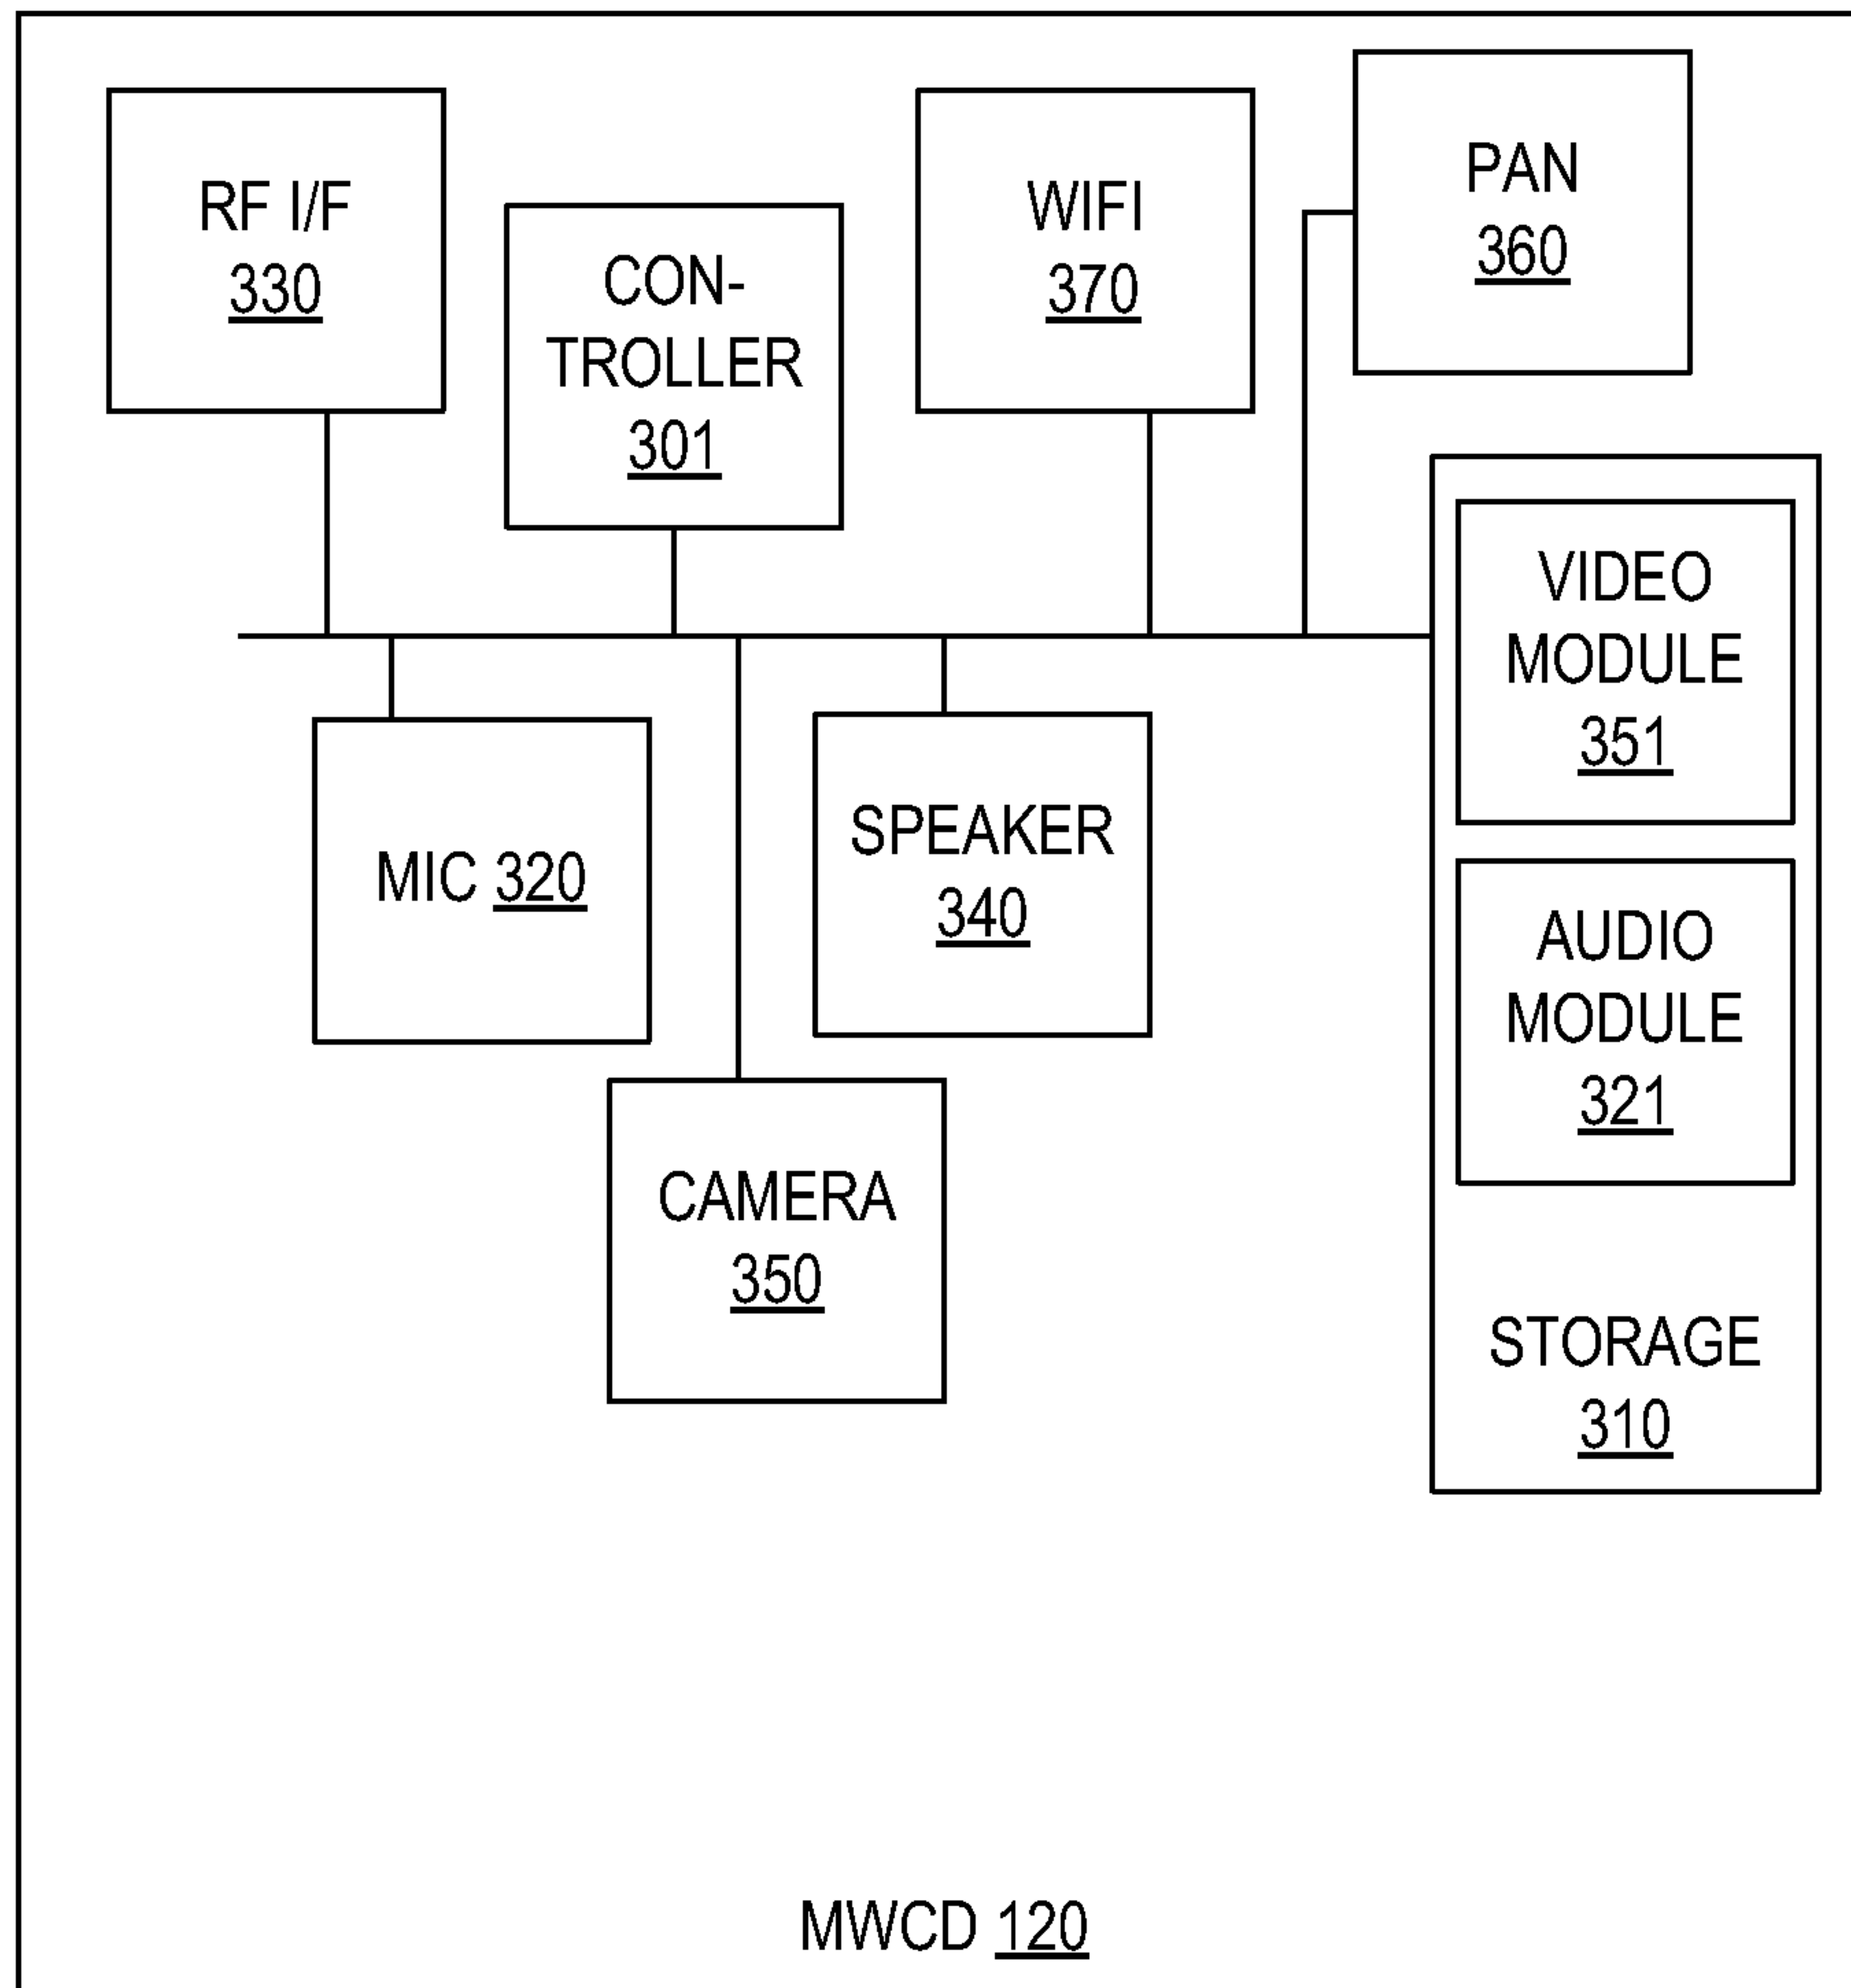 RF I/F
330
CON-
TROLLER
301
WIFI
370
PAN
360
VIDEO
MODULE
351
AUDIO
MODULE
321
STORAGE
310
MIC 320
SPEAKER
340
CAMERA
350
MWCD 120